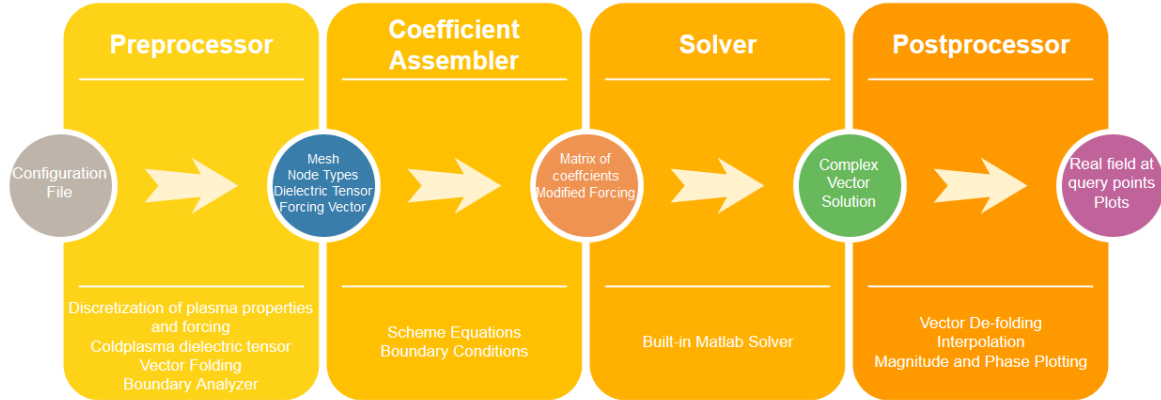 Preprocessor
Coefficient
Assembler
Solver
Postprocessor
Configuration
File
Mesh
Node Types
Dielectric Tensor
Forcing Vector
Matrix of
coeffcients
Modified Forcing
Complex
Vector
Solution
Real field at
query points
Plots
Discretization of plasma properties
and forcing
Coldplasma dielectric tensor
Vector Folding
Boundary Analyzer
Scheme Equations
Boundary Conditions
Built-in Matlab Solver
Vector De-folding
Interpolation
Magnitude and Phase Plotting